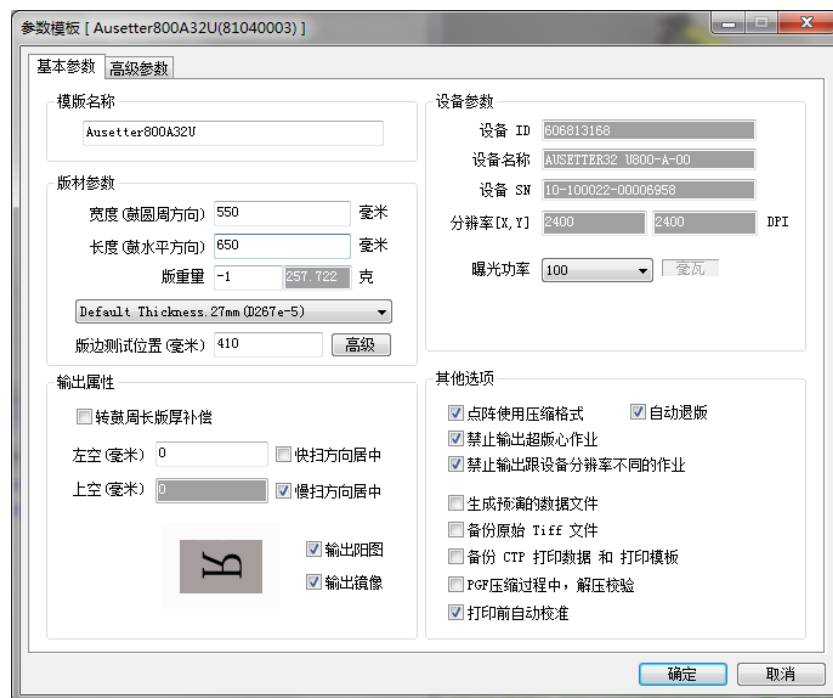 参数模板 [ Ausetter800A32U(81040003) ]
基本参数 高级参数
模版名称
Ausetter800A32U
版材参数
宽度(鼓圆周方向) 550 毫米
长度(鼓水平方向) 650 毫米
版重量 -1 257.722 克
Default Thickness.27mm(D267e-5)
版边测试位置(毫米) 410 高级
输出属性
转鼓周长版厚补偿
左空(毫米) 0 快扫方向居中
上空(毫米) 0 慢扫方向居中
R
输出阳图
输出镜像
设备参数
设备 ID 606813168
设备名称 AUSETTER32 U800-A-00
设备 SN 10-100022-00006958
分辨率[X,Y] 2400 2400 DPI
曝光功率 100 毫瓦
其他选项
点阵使用压缩格式 自动退版
禁止输出超版心作业
禁止输出跟设备分辨率不同的作业
生成预演的数据文件
备份原始 Tiff 文件
备份 CTP 打印数据 和 打印模板
PGF压缩过程中，解压校验
打印前自动校准
确定 取消